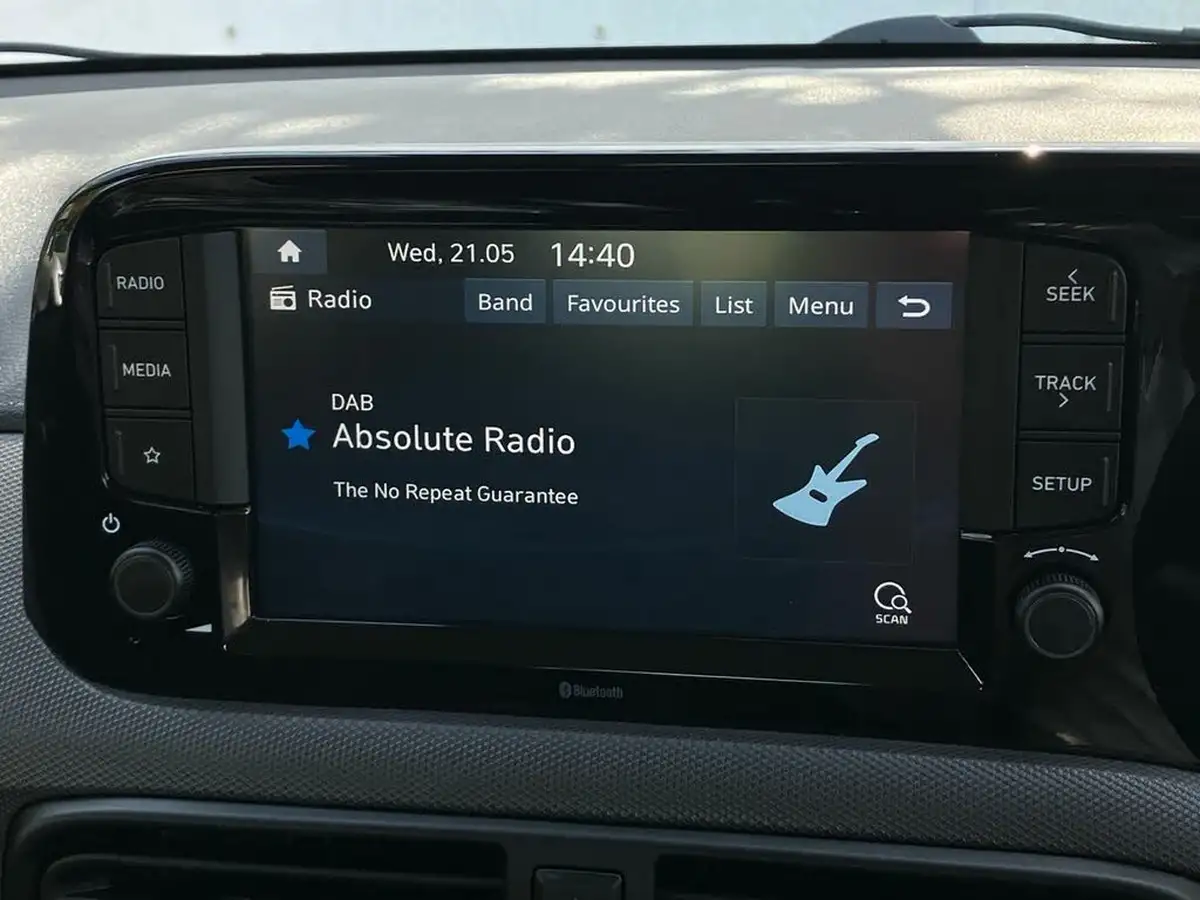 Wed, 21.05 14:40
Radio Band Favourites List Menu
DAB
Absolute Radio
The No Repeat Guarantee
SCAN
RADIO
MEDIA
SEEK
TRACK
SETUP
Bluetooth